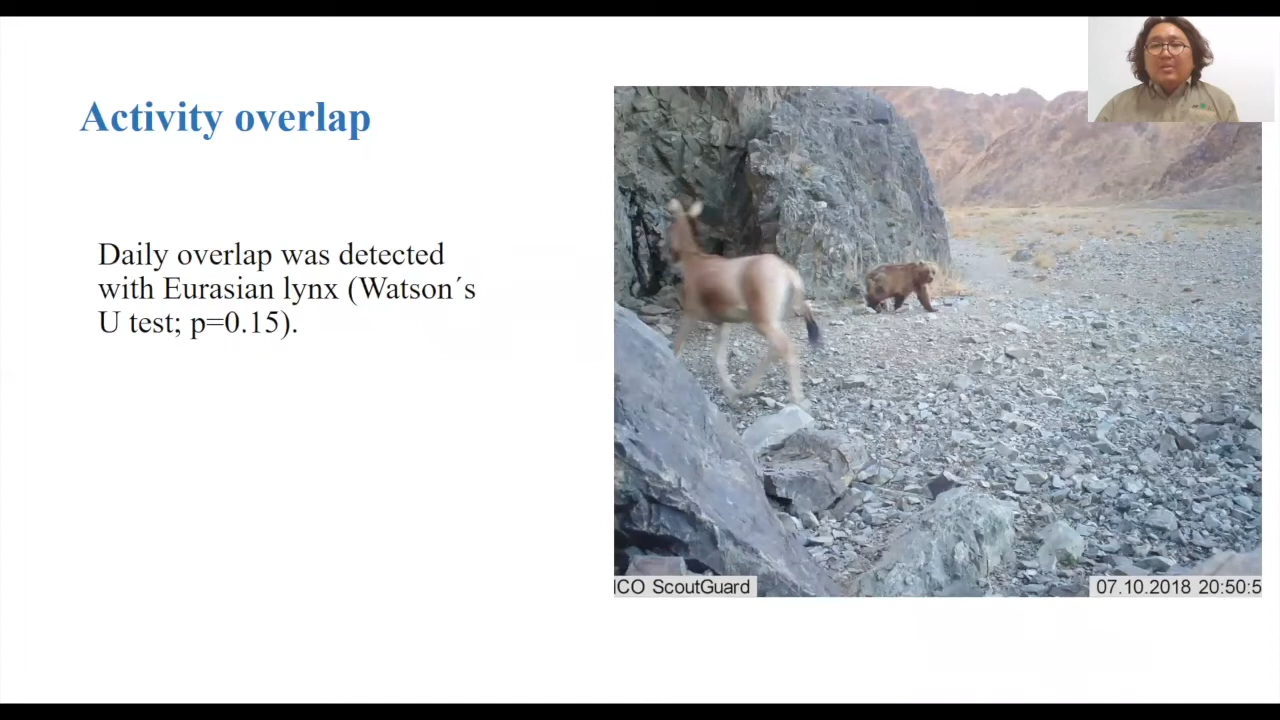 Activity overlap
Daily overlap was detected
with Eurasian lynx (Watson´s
U test; p=0.15).
CO ScoutGuard
07.10.2018 20:50:5